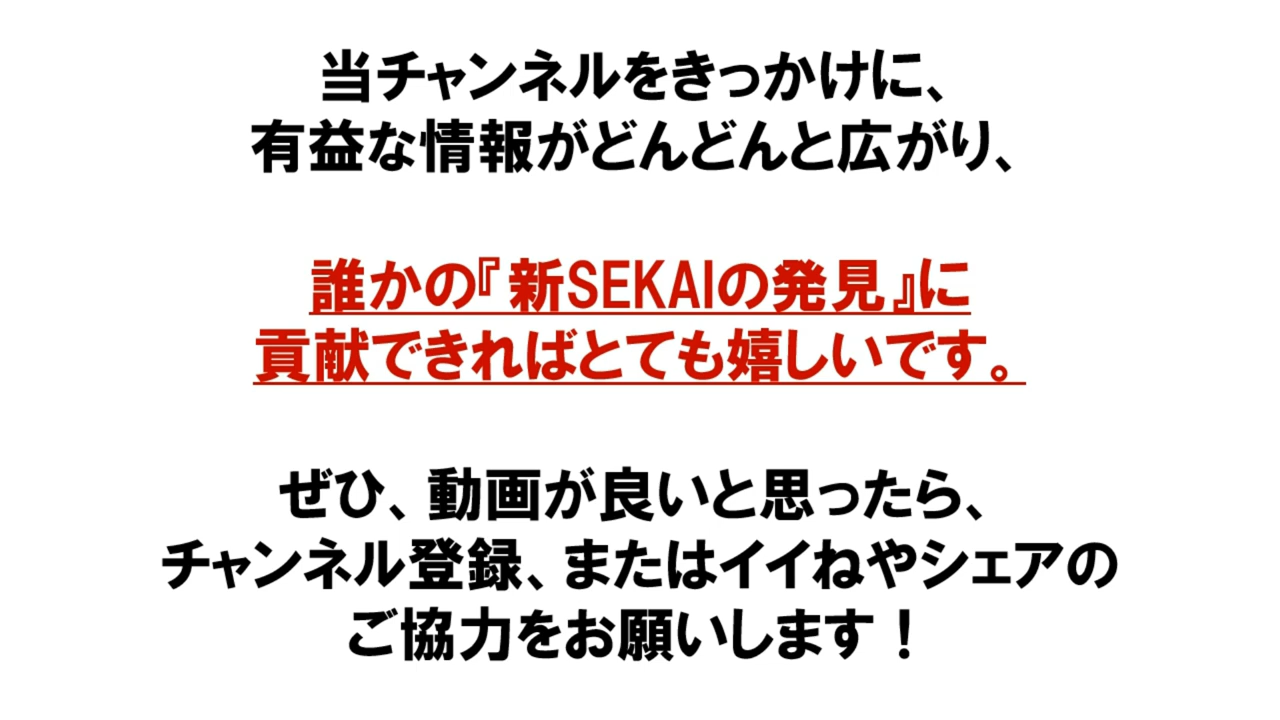 当チャンネルをきっかけに、
有益な情報がどんどんと広がり、
誰かの『新SEKAIの発見』に
貢献できればとても嬉しいです。
ぜひ、動画が良いと思ったら、
チャンネル登録、またはイイねやシェアの
ご協力をお願いします！